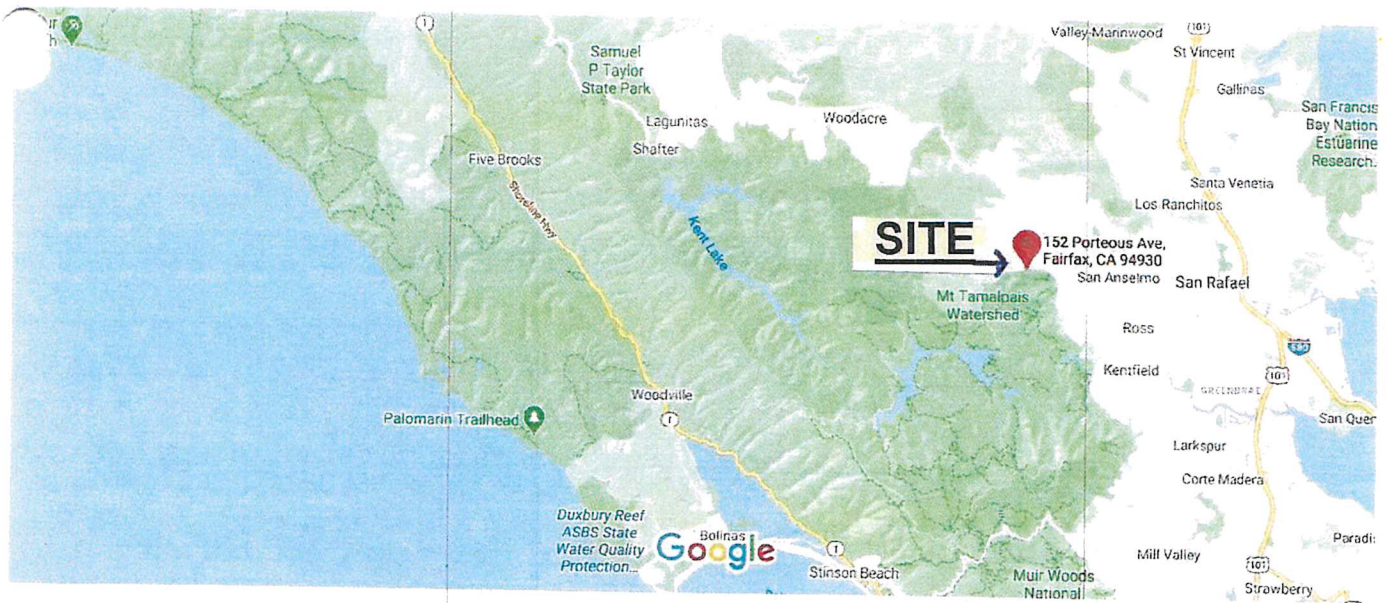 1
101
Valley-Marinwood
St Vincent
Samuel
P Taylor
State Park
Gallinas
San Francis
Bay Nation
Estuarine
Research.
Lagunitas
Woodacre
Shafter
Five Brooks
Shoreline Hwy
Santa Venetia
Los Ranchitos
Kent Lake
SITE
152 Porteous Ave,
Fairfax, CA 94930
San Anselmo
San Rafael
Mt Tamalpais
Watershed
Ross
580
Kentfield
101
GREENBRAE
Woodville
Palomarin Trailhead
1
San Quen
Larkspur
Corte Madera
Duxbury Reef
ASBS State
Water Quality
Protection...
Bolinas
Google
1
Stinson Beach
Muir Woods
National
Mill Valley
Paradi
101
Strawberry